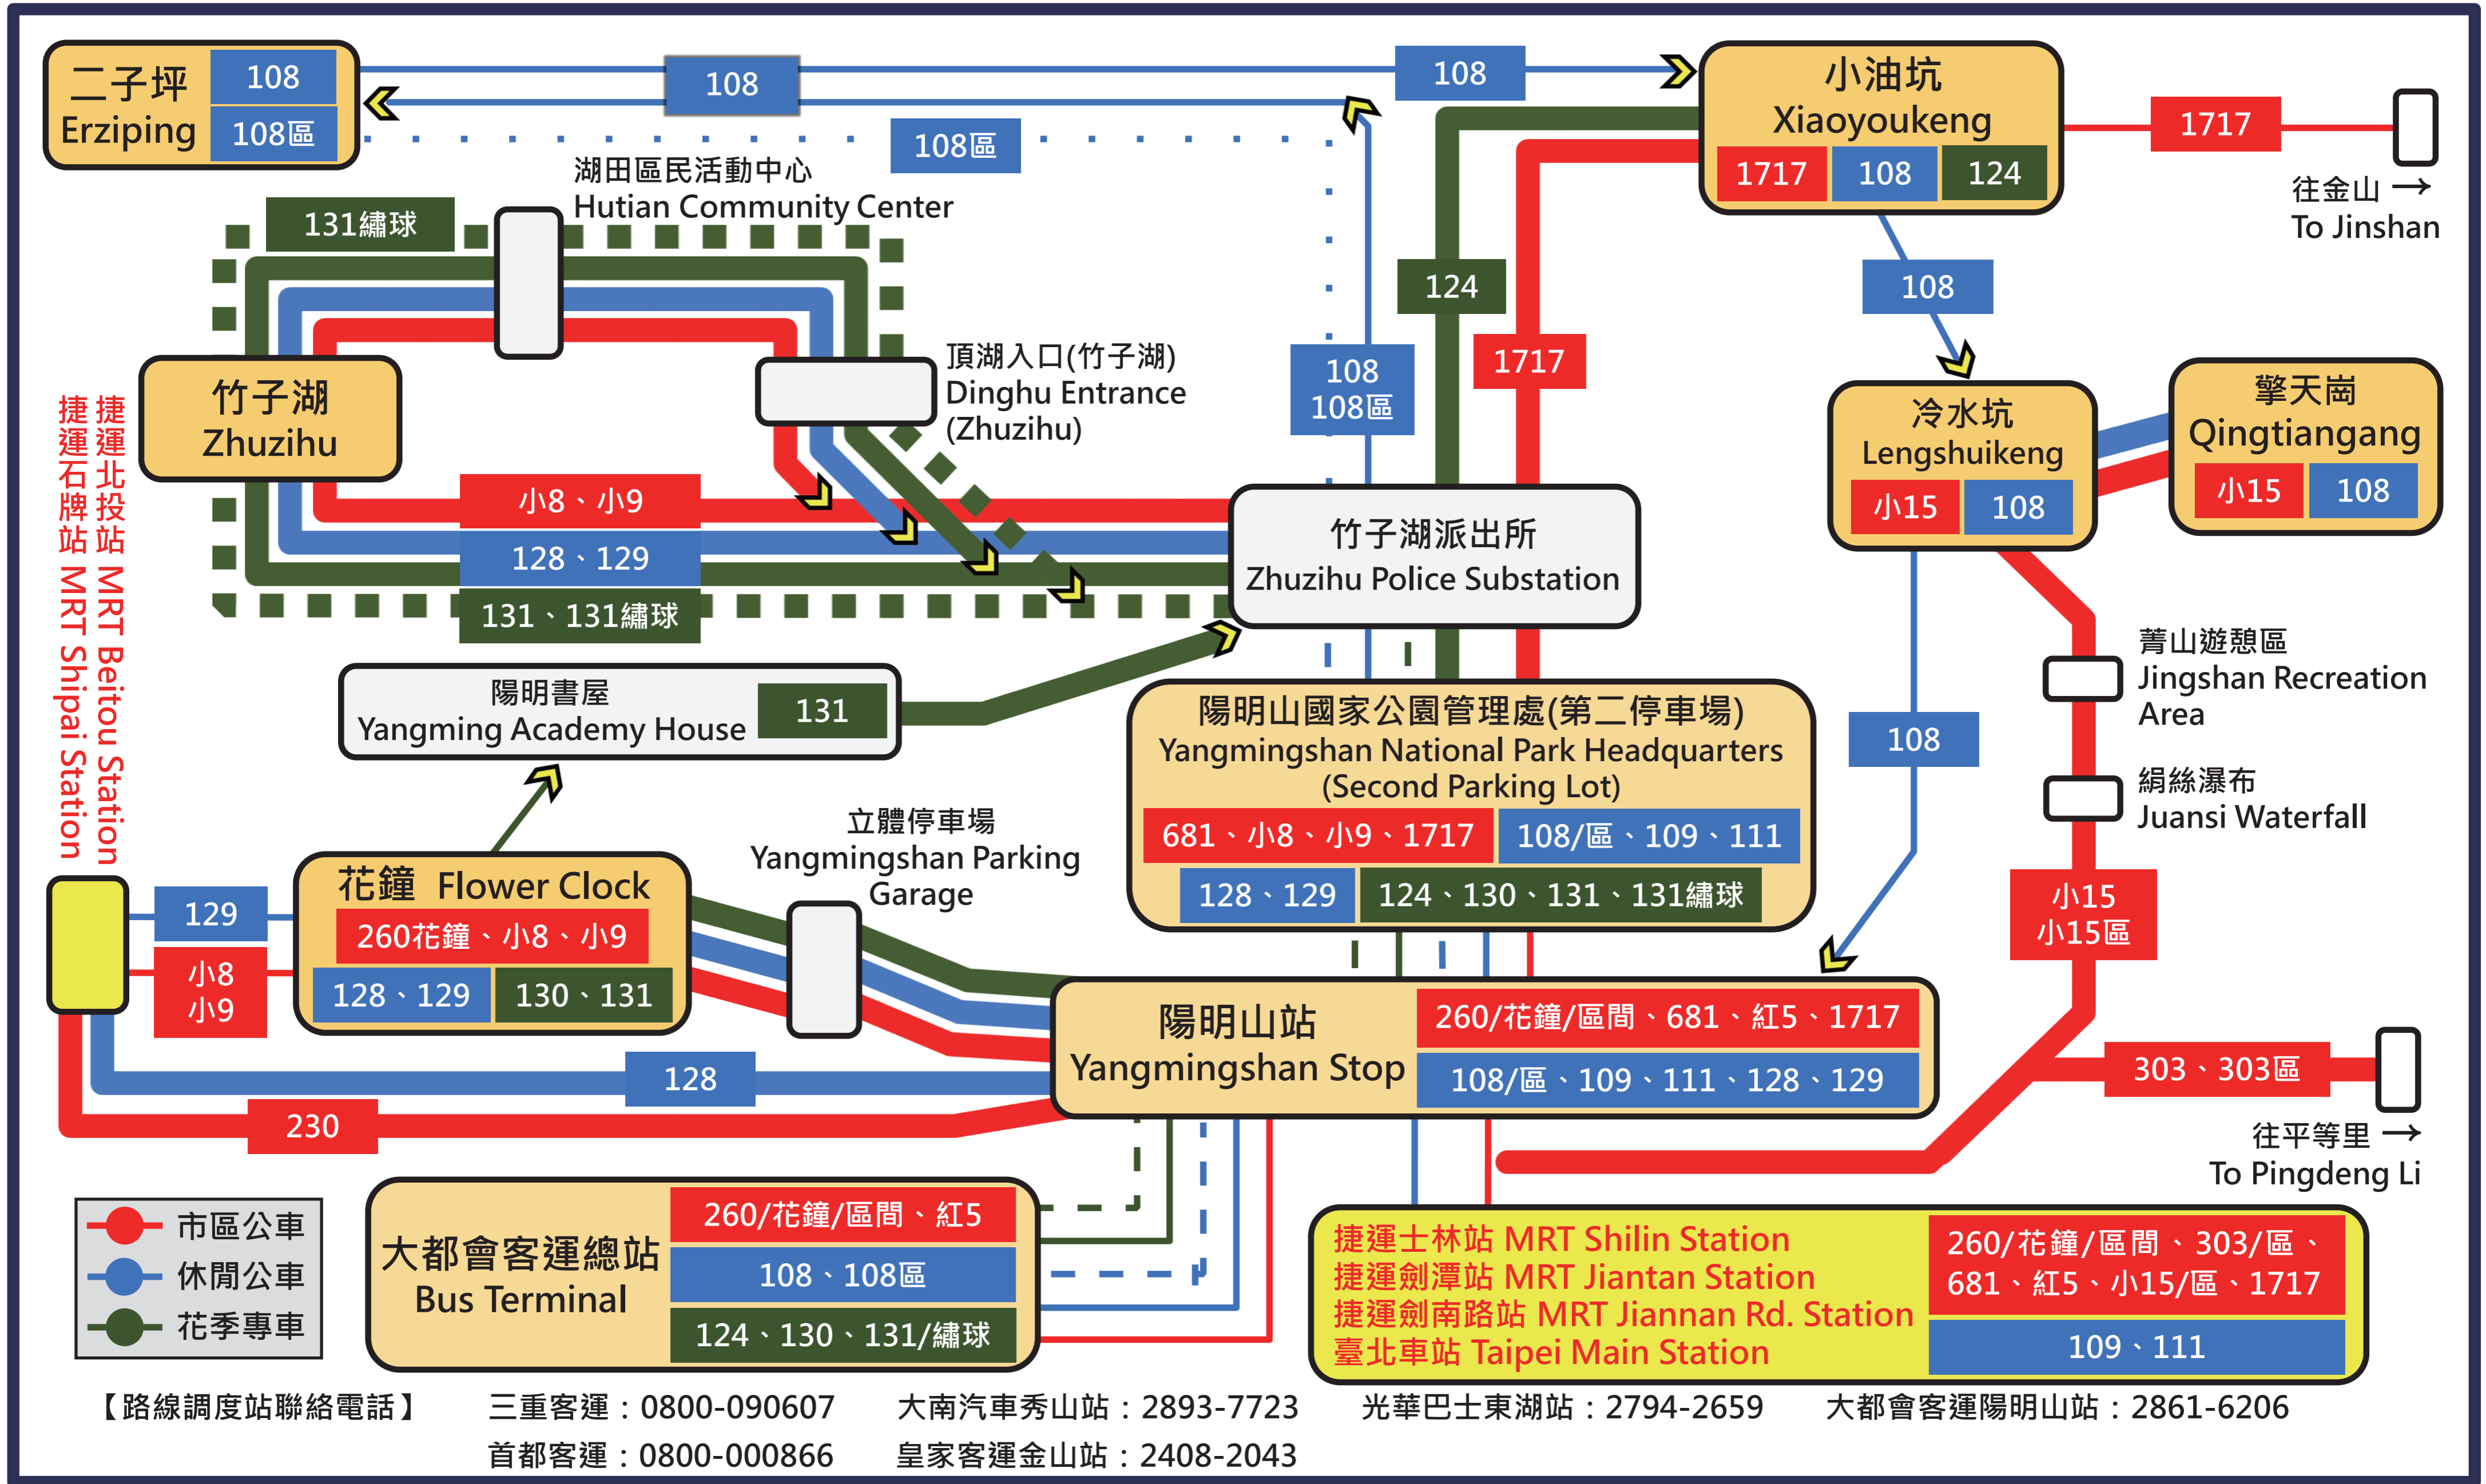 二子坪
Erziping
108
108區
108
108區
108
小油坑
Xiaoyoukeng
1717
108
124
1717
往金山 →
To Jinshan
湖田區民活動中心
Hutian Community Center
131繡球
124
1717
108
108
108區
頂湖入口(竹子湖)
Dinghu Entrance
(Zhuzihu)
竹子湖
Zhuzihu
冷水坑
Lengshuikeng
小15
108
擎天崗
Qingtiangang
小15
108
捷運北投站 MRT Beitou Station
捷運石牌站 MRT Shipai Station
小8、小9
128、129
131、131繡球
竹子湖派出所
Zhuzihu Police Substation
陽明書屋
Yangming Academy House
131
陽明山國家公園管理處(第二停車場)
Yangmingshan National Park Headquarters
(Second Parking Lot)
681、小8、小9、1717
108/區、109、111
128、129
124、130、131、131繡球
108
菁山遊憩區
Jingshan Recreation
Area
絹絲瀑布
Juansi Waterfall
立體停車場
Yangmingshan Parking
Garage
花鐘 Flower Clock
260花鐘、小8、小9
128、129
130、131
129
小8
小9
小15
小15區
陽明山站
Yangmingshan Stop
260/花鐘/區間、681、紅5、1717
108/區、109、111、128、129
128
230
303、303區
往平等里 →
To Pingdeng Li
市區公車
休閒公車
花季專車
大都會客運總站
Bus Terminal
260/花鐘/區間、紅5
108、108區
124、130、131/繡球
捷運士林站 MRT Shilin Station
捷運劍潭站 MRT Jiantan Station
捷運劍南路站 MRT Jiannan Rd. Station
臺北車站 Taipei Main Station
260/花鐘/區間、303/區、
681、紅5、小15/區、1717
109、111
【路線調度站聯絡電話】 三重客運：0800-090607 大南汽車秀山站：2893-7723 光華巴士東湖站：2794-2659 大都會客運陽明山站：2861-6206
首都客運：0800-000866 皇家客運金山站：2408-2043